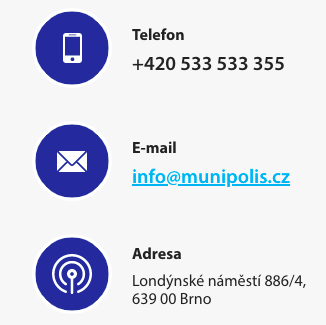 Telefon
+420 533 533 355
E-mail
info@munipolis.cz
Adresa
Londýnské náměstí 886/4,
639 00 Brno